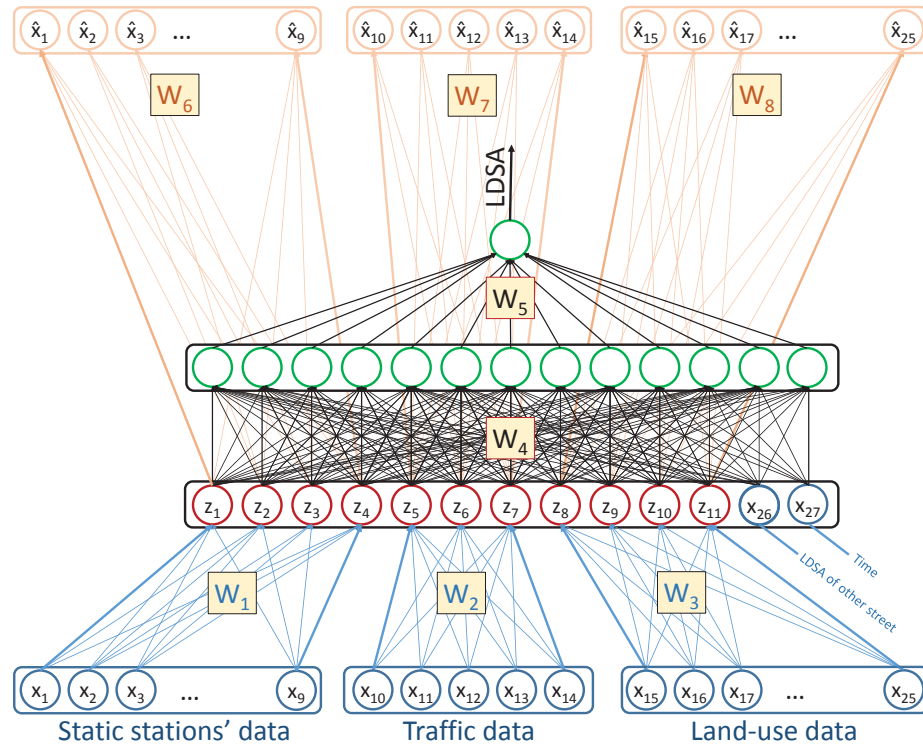 x̂1 x̂2 x̂3 ... x̂9 x̂10 x̂11 x̂12 x̂13 x̂14 x̂15 x̂16 x̂17 ... x̂25
W6 W7 W8
LDSA
W5
W4
z1 z2 z3 z4 z5 z6 z7 z8 z9 z10 z11 x26 x27
Time
LDSA of other street
W1 W2 W3
x1 x2 x3 ... x9 x10 x11 x12 x13 x14 x15 x16 x17 ... x25
Static stations' data Traffic data Land-use data